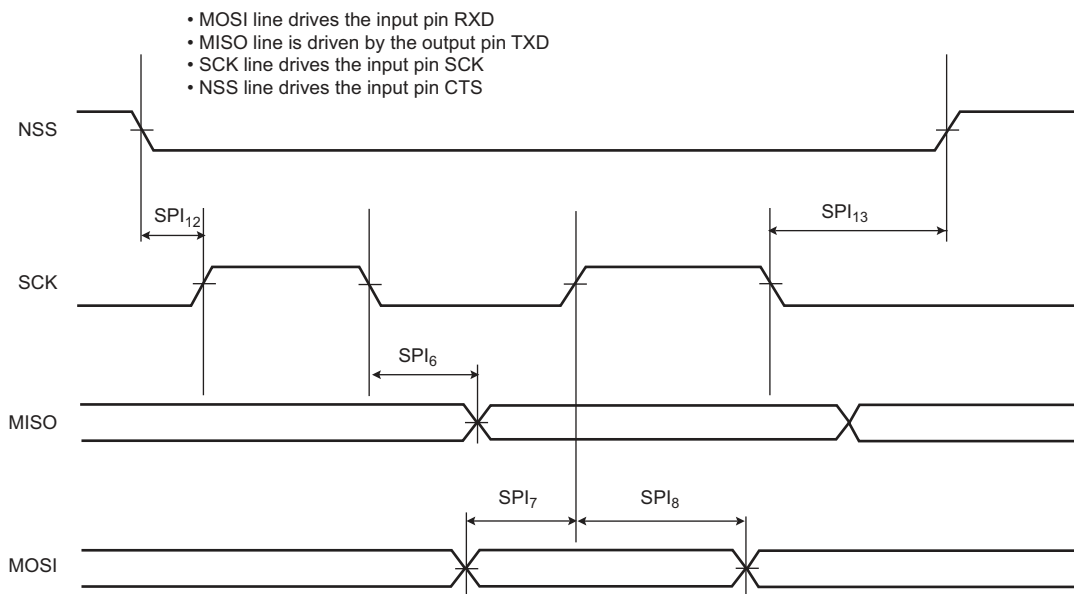 • MOSI line drives the input pin RXD
• MISO line is driven by the output pin TXD
• SCK line drives the input pin SCK
• NSS line drives the input pin CTS
NSS
SPI₁₂
SPI₁₃
SCK
SPI₆
MISO
SPI₇
SPI₈
MOSI